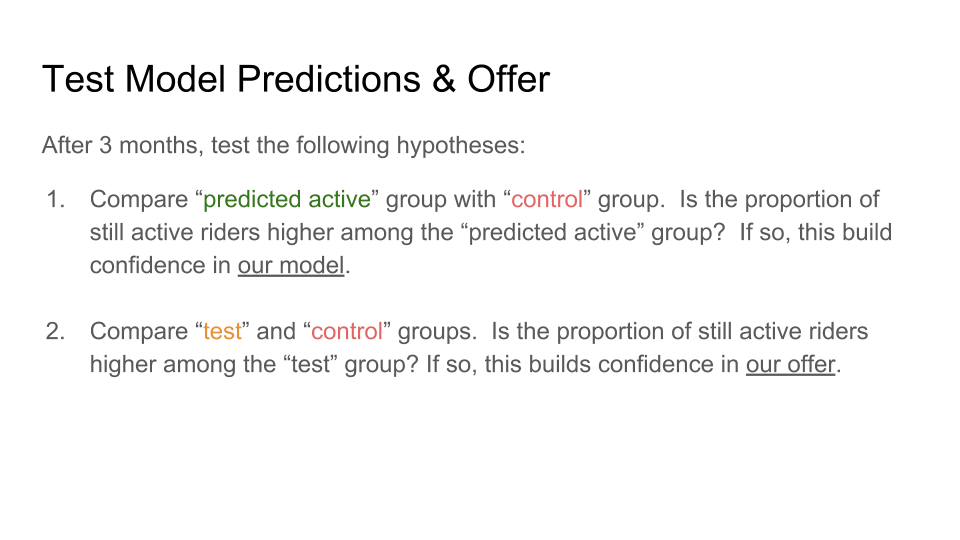 Test Model Predictions & Offer
After 3 months, test the following hypotheses:
1. Compare “predicted active” group with “control” group.  Is the proportion of
still active riders higher among the “predicted active” group?  If so, this build
confidence in our model.
2. Compare “test” and “control” groups.  Is the proportion of still active riders
higher among the “test” group? If so, this builds confidence in our offer.